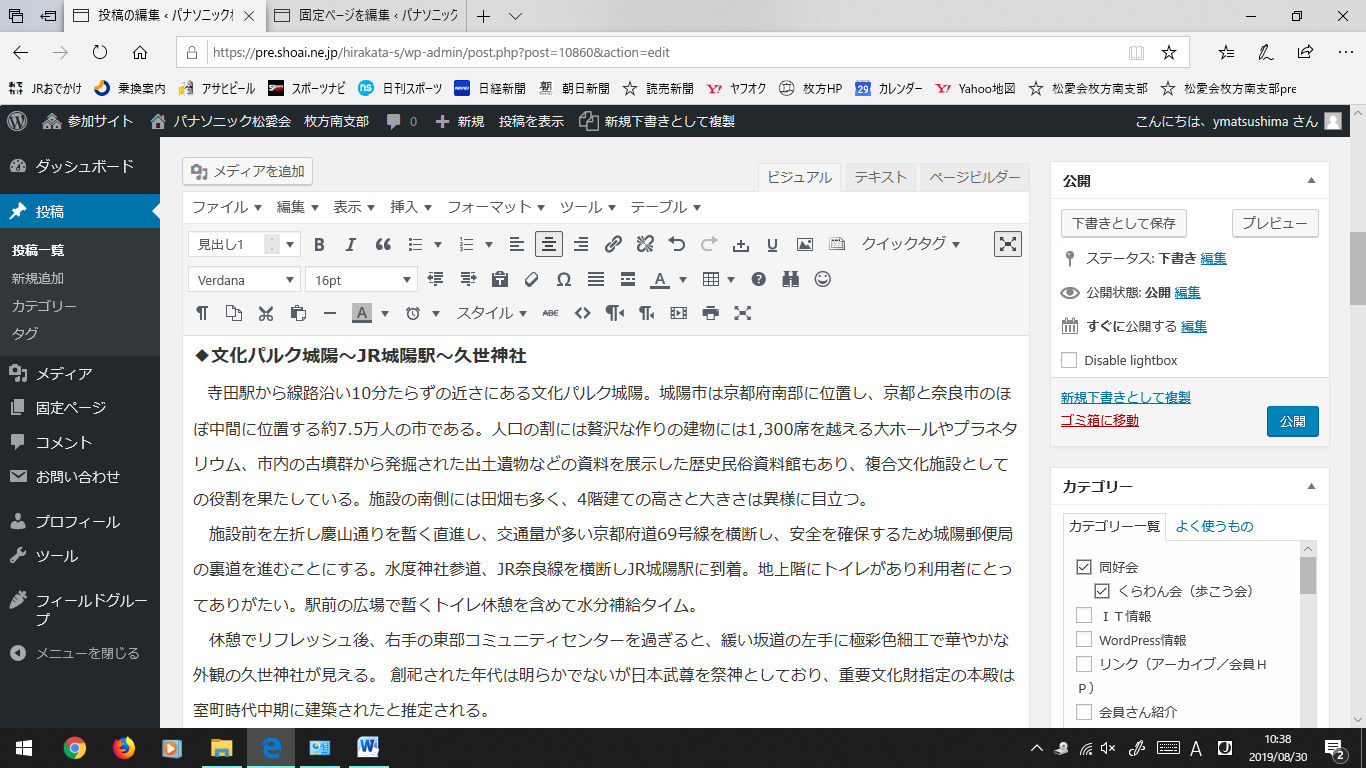 投稿の編集 ‹ パナソニック松
固定ページを編集 ‹ パナソニック
https://pre.shoai.ne.jp/hirakata-s/wp-admin/post.php?post=10860&action=edit
JRおでかけ 乗換案内 アサヒビール スポーツナビ 日刊スポーツ 日経新聞 朝日新聞 読売新聞 ヤフオク 枚方HP カレンダー Yahoo地図 松愛会枚方南支部 松愛会枚方南支部pre
参加サイト パナソニック松愛会 枚方南支部 0 新規 投稿を表示 新規下書きとして複製 こんにちは、ymatsushima さん
ダッシュボード
投稿
投稿一覧
新規追加
カテゴリー
タグ
メディア
固定ページ
コメント
お問い合わせ
プロフィール
ツール
フィールドグルー
プ
メニューを閉じる
メディアを追加
ビジュアル テキスト ページビルダー
ファイル 編集 表示 挿入 フォーマット ツール テーブル
見出し1 クイックタグ
Verdana 16pt
スタイル
◆文化パルク城陽～JR城陽駅～久世神社
寺田駅から線路沿い10分たらずの近さにある文化パルク城陽。城陽市は京都府南部に位置し、京都と奈良市のほ
ぼ中間に位置する約7.5万人の市である。人口の割には贅沢な作りの建物には1,300席を越える大ホールやプラネタ
リウム、市内の古墳群から発掘された出土遺物などの資料を展示した歴史民俗資料館もあり、複合文化施設として
の役割を果たしている。施設の南側には田畑も多く、4階建ての高さと大きさは異様に目立つ。
施設前を左折し慶山通りを暫く直進し、交通量が多い京都府道69号線を横断し、安全を確保するため城陽郵便局
の裏道を進むことにする。水度神社参道、JR奈良線を横断しJR城陽駅に到着。地上階にトイレがあり利用者にとっ
てありがたい。駅前の広場で暫くトイレ休憩を含めて水分補給タイム。
休憩でリフレッシュ後、右手の東部コミュニティセンターを過ぎると、緩い坂道の左手に極彩色細工で華やかな
外観の久世神社が見える。 創祀された年代は明らかでないが日本武尊を祭神としており、重要文化財指定の本殿は
室町時代中期に建築されたと推定される。
公開
下書きとして保存 プレビュー
ステータス: 下書き 編集
公開状態: 公開 編集
すぐに公開する 編集
Disable lightbox
新規下書きとして複製
ゴミ箱に移動 公開
カテゴリー
カテゴリー一覧 よく使うもの
同好会
くらわん会（歩こう会）
ＩＴ情報
WordPress情報
リンク（アーカイブ／会員Ｈ
Ｐ）
会員さん紹介
10:38
2019/08/30